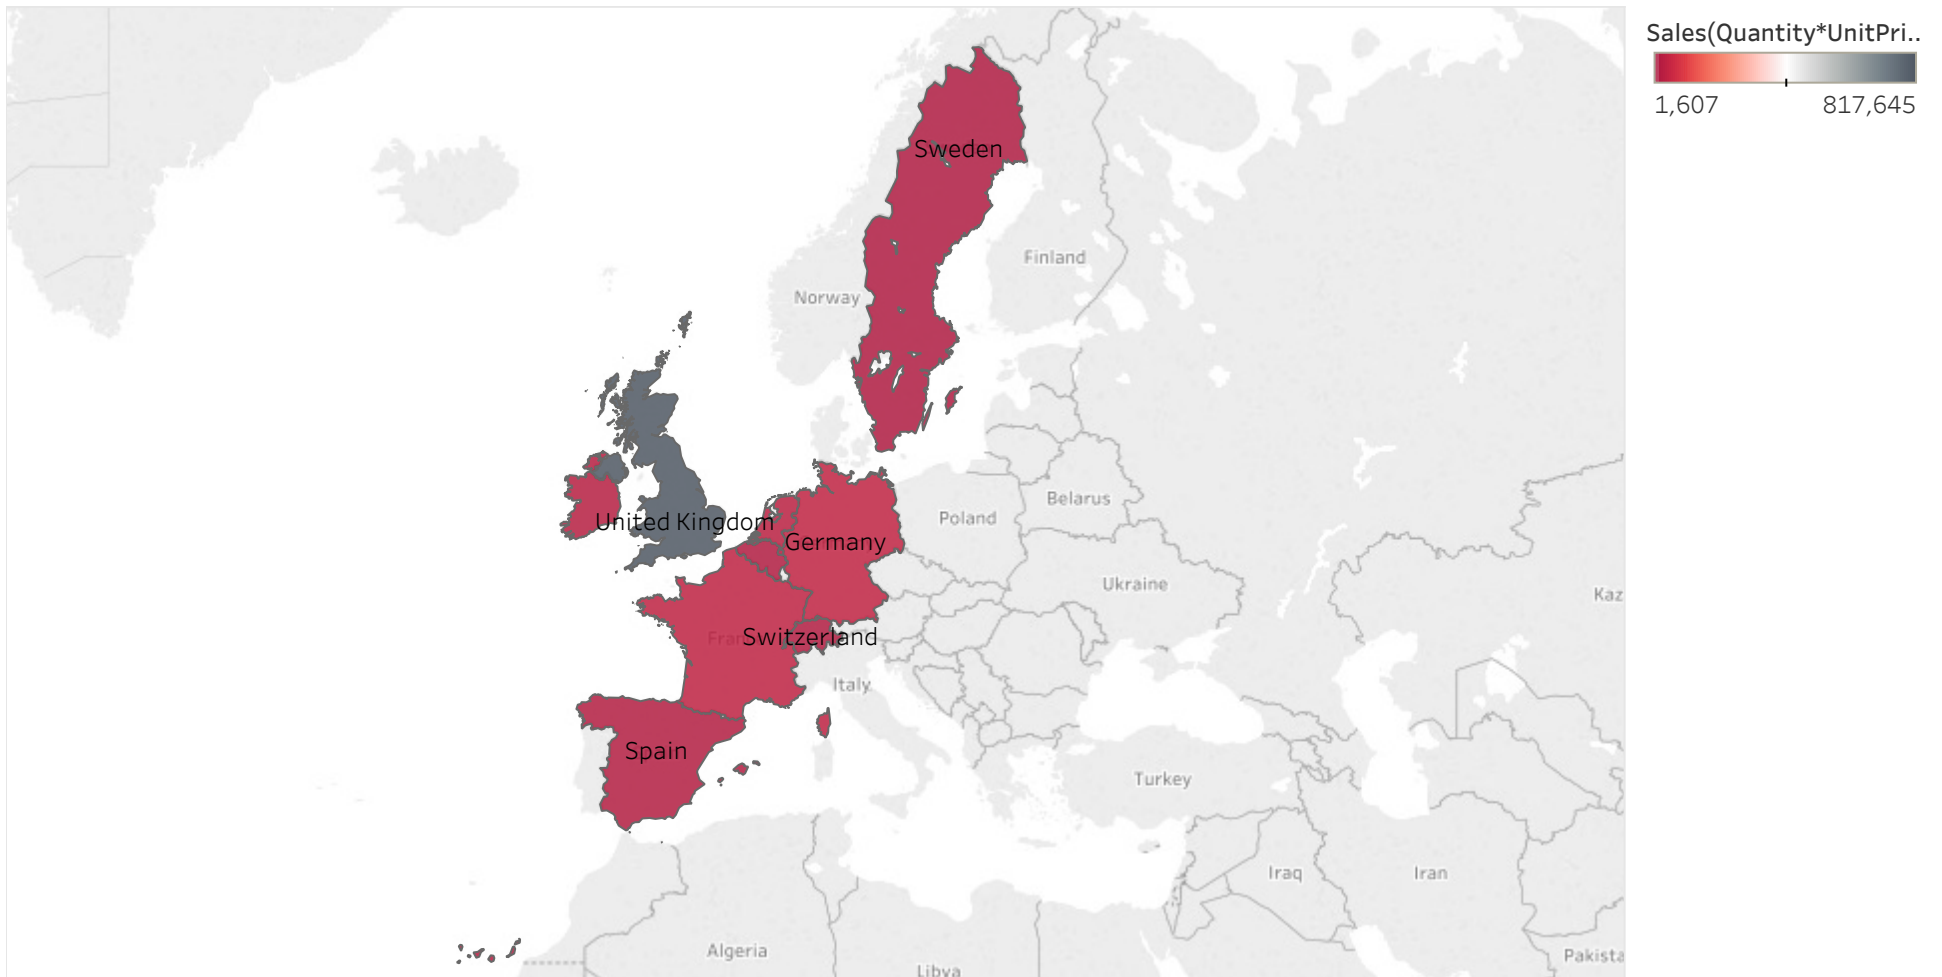 Sales(Quantity*UnitPri..
1,607
817,645
Sweden
Finland
Norway
United Kingdom
Germany
Poland
Belarus
Ukraine
Kaz
Switzerland
Italy
Spain
Turkey
Iraq
Iran
Algeria
Libya
Pakista